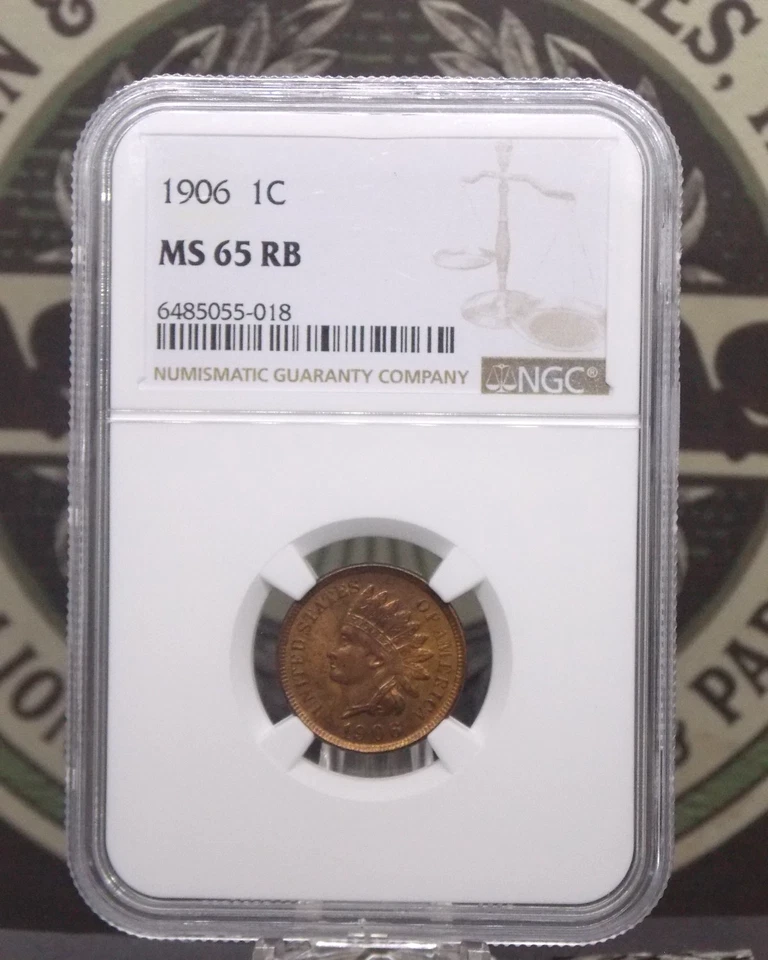 1906 1C
MS 65 RB
6485055-018
NUMISMATIC GUARANTY COMPANY
NGC®
UNITED STATES OF AMERICA
1906